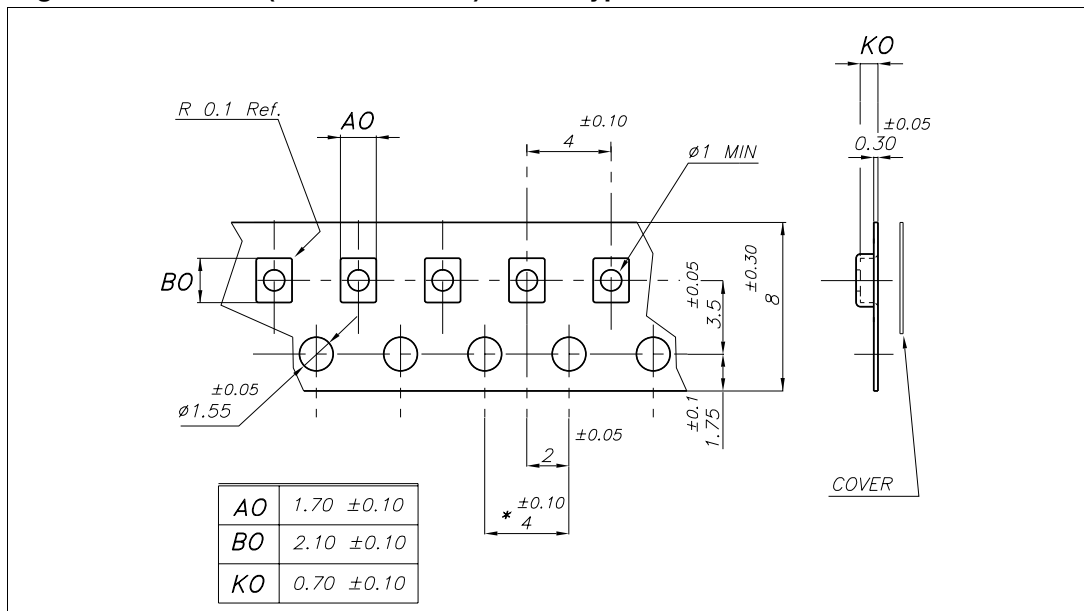 KO
R 0.1 Ref.
AO
±0.10
4
ø1 MIN
±0.05
0.30
BO
±0.05
3.5
±0.30
8
±0.05
ø1.55
±0.1
1.75
±0.05
2
±0.10
* 4
COVER
AO 1.70 ±0.10
BO 2.10 ±0.10
KO 0.70 ±0.10